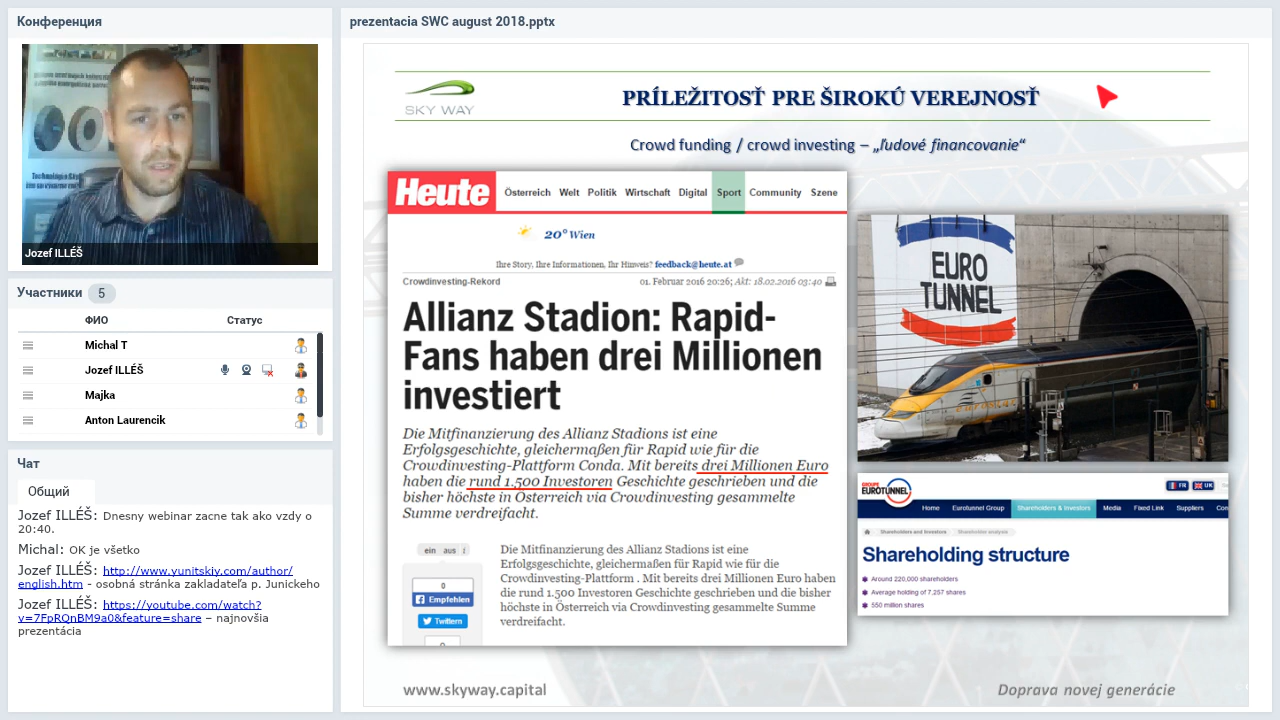 Конференция
Jozef ILLÉŠ
Участники 5
ФИО Статус
Michal T
Jozef ILLÉŠ
Majka
Anton Laurencik
Чат
Общий
Jozef ILLÉŠ: Dnesny webinar zacne tak ako vzdy o
20:40.
Michal: OK je všetko
Jozef ILLÉŠ: http://www.yunitskiy.com/author/
english.htm - osobná stránka zakladateľa p. Junickeho
Jozef ILLÉŠ: https://youtube.com/watch?
v=7FpRQnBM9a0&feature=share – najnovšia
prezentácia
prezentacia SWC august 2018.pptx
SKY WAY
PRÍLEŽITOSŤ PRE ŠIROKÚ VEREJNOSŤ
Crowd funding / crowd investing – „ľudové financovanie“
Heute Österreich Welt Politik Wirtschaft Digital Sport Community Szene
20° Wien
Ihre Story, Ihre Informationen, Ihr Hinweis? feedback@heute.at
Crowdinvesting-Rekord 01. Februar 2016 20:26; Akt: 18.02.2016 03:40
Allianz Stadion: Rapid-
Fans haben drei Millionen
investiert
Die Mitfinanzierung des Allianz Stadions ist eine
Erfolgsgeschichte, gleichermaßen für Rapid wie für die
Crowdinvesting-Plattform Conda. Mit bereits drei Millionen Euro
haben die rund 1.500 Investoren Geschichte geschrieben und die
bisher höchste in Österreich via Crowdinvesting gesammelte
Summe verdreifacht.
ein aus i
0
Empfehlen
Twittern
0
Die Mitfinanzierung des Allianz Stadions ist eine
Erfolgsgeschichte, gleichermaßen für Rapid wie für die
Crowdinvesting-Plattform . Mit bereits drei Millionen Euro haben
die rund 1.500 Investoren Geschichte geschrieben und die bisher
höchste in Österreich via Crowdinvesting gesammelte Summe
verdreifacht.
EURO
TUNNEL
GROUPE
EUROTUNNEL
FR UK
Home Eurotunnel Group Shareholders & Investors Media Fixed Link Suppliers
Shareholders and Investors Shareholder analysis
Shareholding structure
Around 220,000 shareholders
Average holding of 7,257 shares
550 million shares
www.skyway.capital
Doprava novej generácie